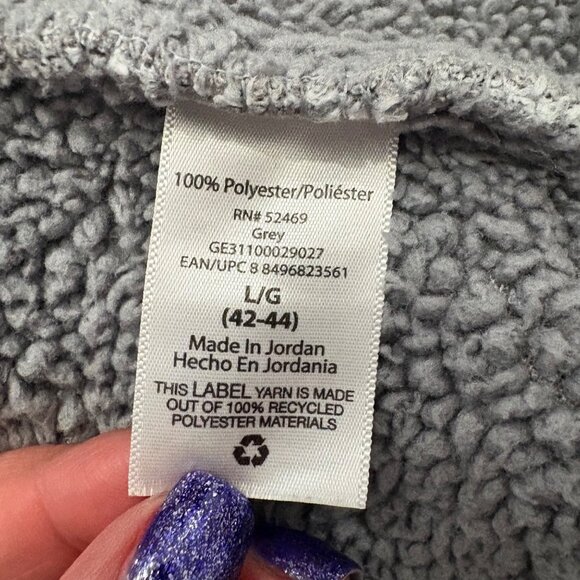 100% Polyester/Poliéster
RN# 52469
Grey
GE31100029027
EAN/UPC 8 8496823561
L/G
(42-44)
Made In Jordan
Hecho En Jordania
THIS LABEL YARN IS MADE
OUT OF 100% RECYCLED
POLYESTER MATERIALS